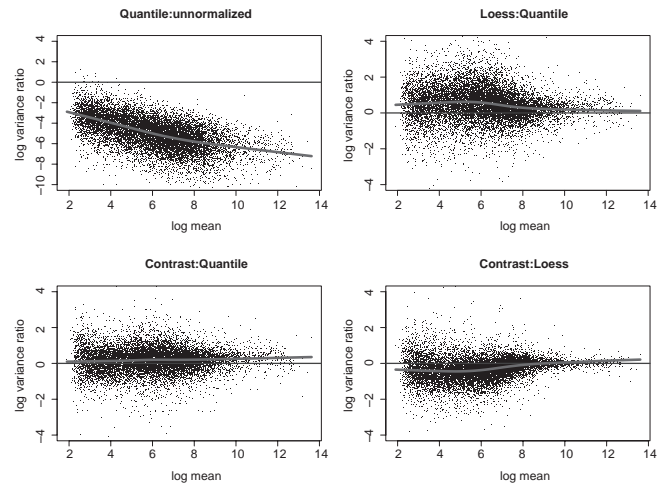 Quantile:unnormalized
log variance ratio
4
2
0
−2
−4
−6
−8
−10
2 4 6 8 10 12 14
log mean
Loess:Quantile
log variance ratio
4
2
0
−2
−4
2 4 6 8 10 12 14
log mean
Contrast:Quantile
log variance ratio
4
2
0
−2
−4
2 4 6 8 10 12 14
log mean
Contrast:Loess
log variance ratio
4
2
0
−2
−4
2 4 6 8 10 12 14
log mean